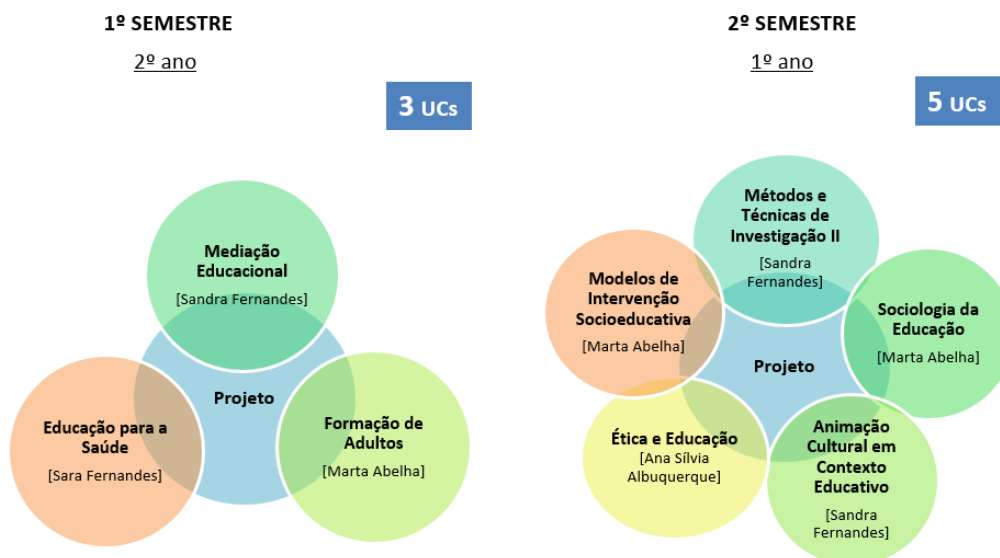 1º SEMESTRE
2º ano
3 UCs
Mediação
Educacional
[Sandra Fernandes]
Projeto
Educação para a
Saúde
[Sara Fernandes]
Formação de
Adultos
[Marta Abelha]
2º SEMESTRE
1º ano
5 UCs
Métodos e
Técnicas de
Investigação II
[Sandra
Fernandes]
Modelos de
Intervenção
Socioeducativa
[Marta Abelha]
Sociologia da
Educação
[Marta Abelha]
Projeto
Ética e Educação
[Ana Sílvia
Albuquerque]
Animação
Cultural em
Contexto
Educativo
[Sandra
Fernandes]